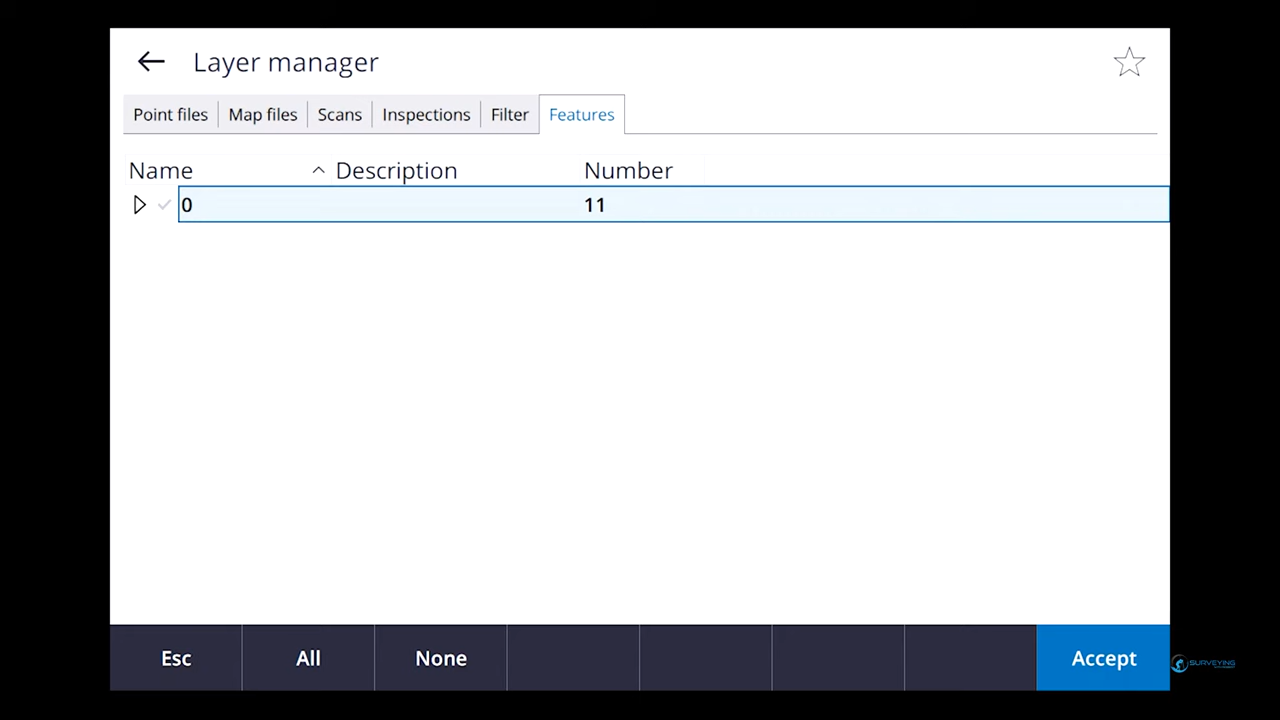 Layer manager
Point files Map files Scans Inspections Filter Features
Name Description Number
0 11
Esc All None Accept
SURVEYING